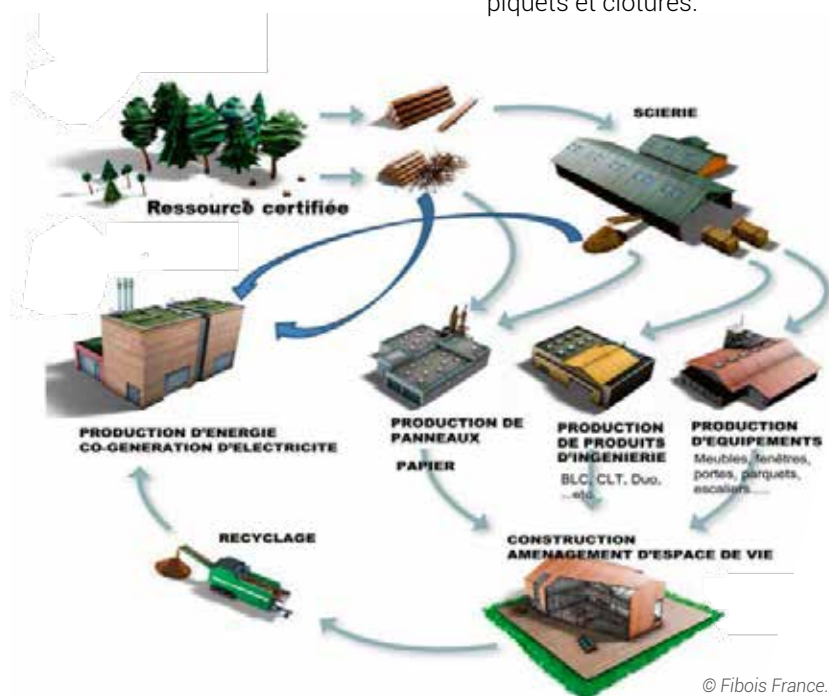 piquets et clôtures.
SCIERIE
Ressource certifiée
PRODUCTION D'ENERGIE
CO-GENERATION D'ELECTRICITE
PRODUCTION DE
PANNEAUX
PAPIER
PRODUCTION
DE PRODUITS
D'INGENIERIE
BLC, CLT, Duo,
...etc...
PRODUCTION
D'EQUIPEMENTS
Meubles, fenêtres,
portes, parquets,
escaliers.....
RECYCLAGE
CONSTRUCTION
AMENAGEMENT D'ESPACE DE VIE
© Fibois France.